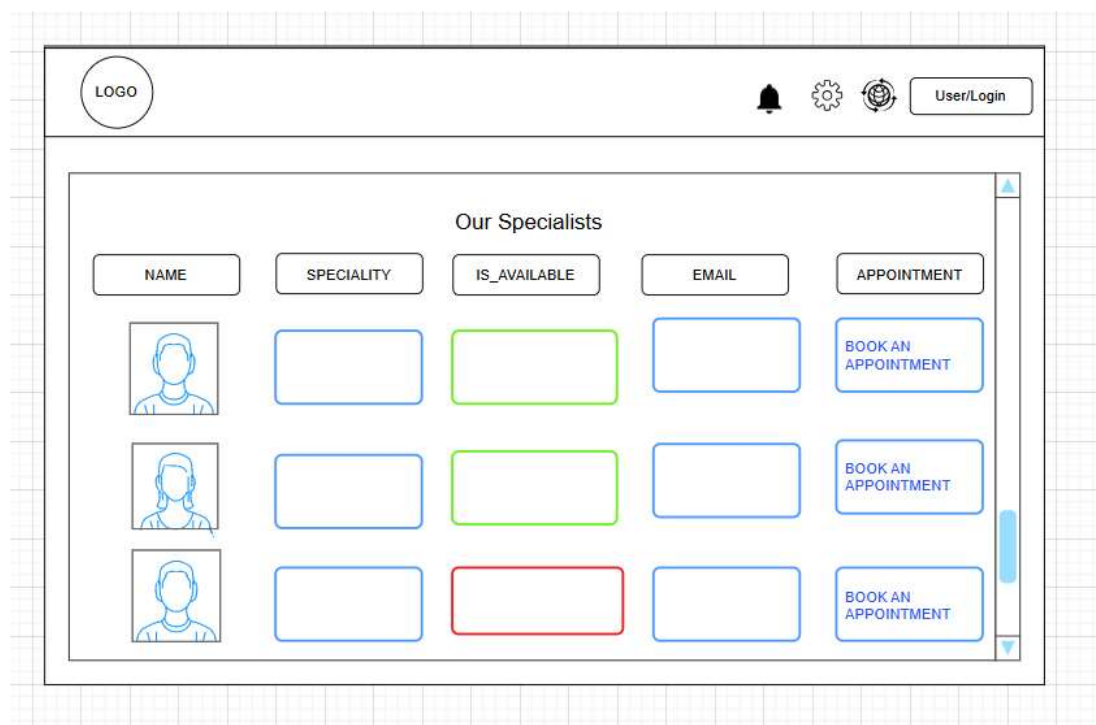 LOGO
User/Login
Our Specialists
NAME
SPECIALITY
IS_AVAILABLE
EMAIL
APPOINTMENT
BOOK AN
APPOINTMENT
BOOK AN
APPOINTMENT
BOOK AN
APPOINTMENT